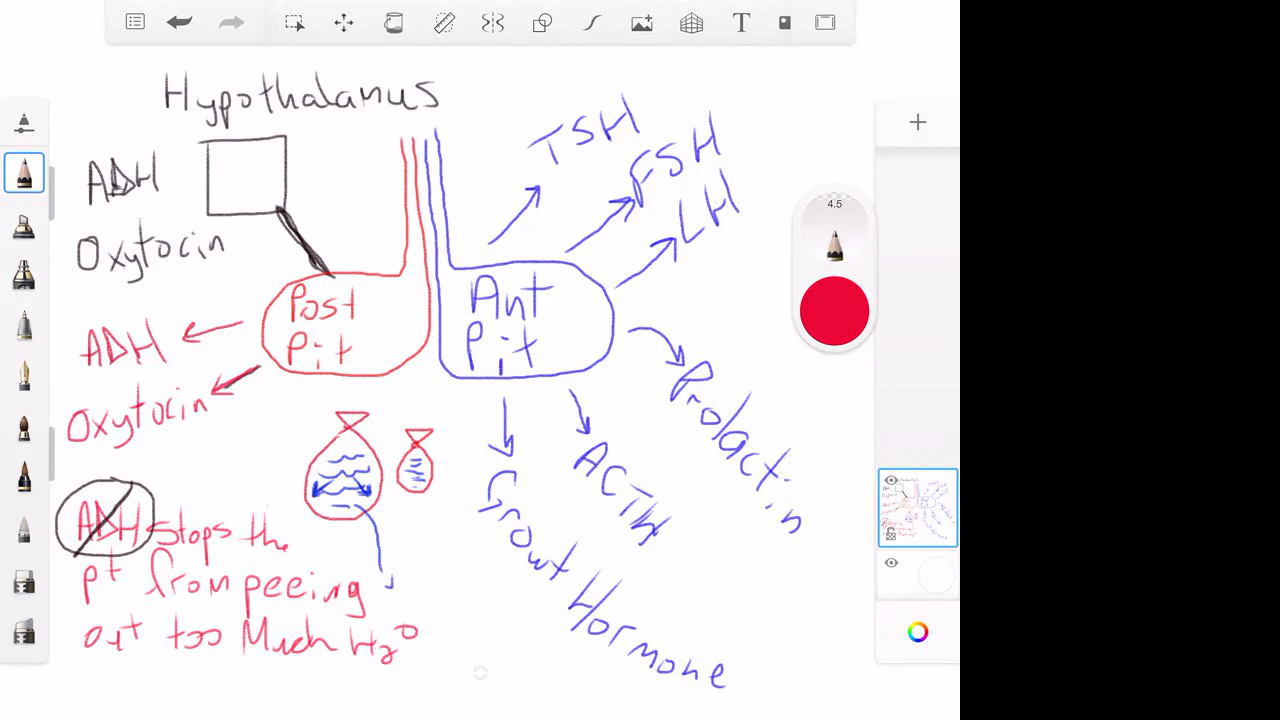 Hypothalamus
ADH
Oxytocin
Post
Pit
ADH
Oxytocin
ADH stops the
pt from peeing
out too Much H2O
Ant
Pit
TSH
FSH
LH
Prolactin
ACTH
Growt Hormone
T
4.5